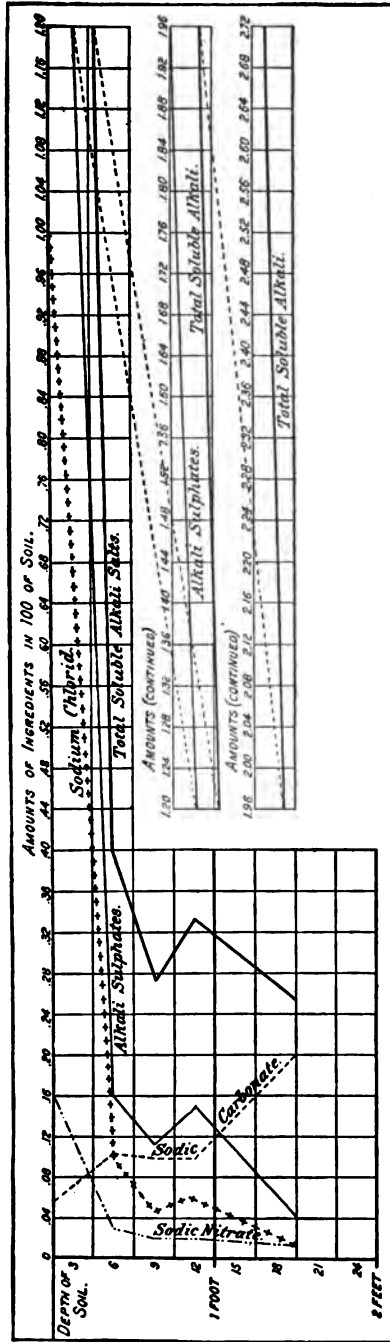 AMOUNTS OF INGREDIENTS IN 100 OF SOIL.
0 .04 .08 .12 .16 .20 .24 .28 .32 .36 .40 .44 .48 .52 .56 .60 .64 .68 .72 .76 .80 .84 .88 .92 .96 1.00 1.04 1.08 1.12 1.16 1.20
DEPTH OF
SOIL.
3
6
9
12
1 FOOT
15
18
21
24
2 FEET
Sodium Chlorid.
Alkali Sulphates.
Total Soluble Alkali Salts.
Sodic Carbonate.
Sodic Nitrate.
AMOUNTS (CONTINUED)
1.20 1.24 1.28 1.32 1.36 1.40 1.44 1.48 1.52 1.56 1.60 1.64 1.68 1.72 1.76 1.80 1.84 1.88 1.92 1.96
Alkali Sulphates.
Total Soluble Alkali.
AMOUNTS (CONTINUED)
1.96 2.00 2.04 2.08 2.12 2.16 2.20 2.24 2.28 2.32 2.36 2.40 2.44 2.48 2.52 2.56 2.60 2.64 2.68 2.72
Total Soluble Alkali.